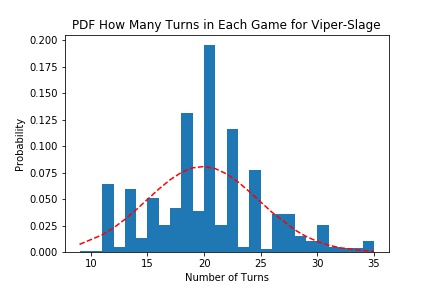 PDF How Many Turns in Each Game for Viper-Slage
0.200
0.175
0.150
0.125
0.100
0.075
0.050
0.025
0.000
Probability
10 15 20 25 30 35
Number of Turns